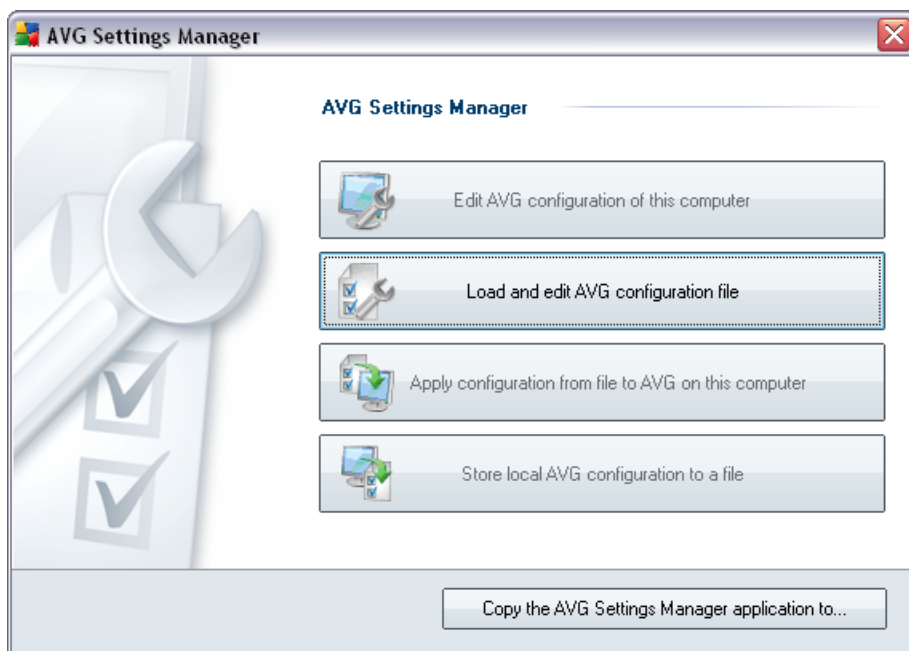 AVG Settings Manager
AVG Settings Manager
Edit AVG configuration of this computer
Load and edit AVG configuration file
Apply configuration from file to AVG on this computer
Store local AVG configuration to a file
Copy the AVG Settings Manager application to...